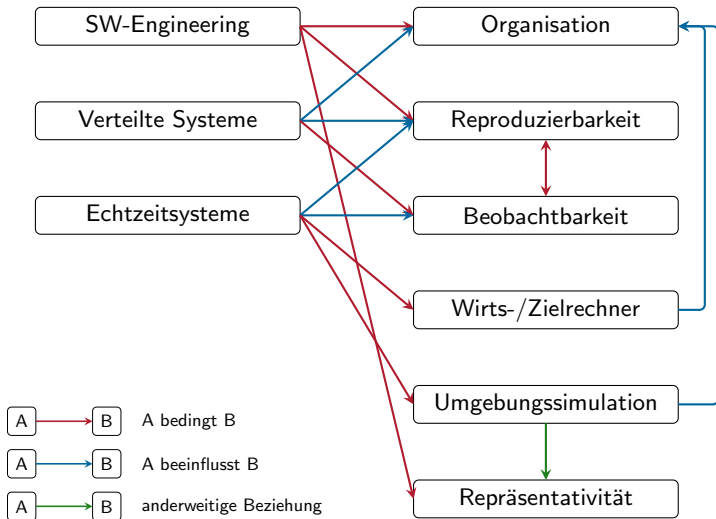 SW-Engineering
Organisation
Verteilte Systeme
Reproduzierbarkeit
Echtzeitsysteme
Beobachtbarkeit
Wirts-/Zielrechner
Umgebungssimulation
Repräsentativität
A B A bedingt B
A B A beeinflusst B
A B anderweitige Beziehung